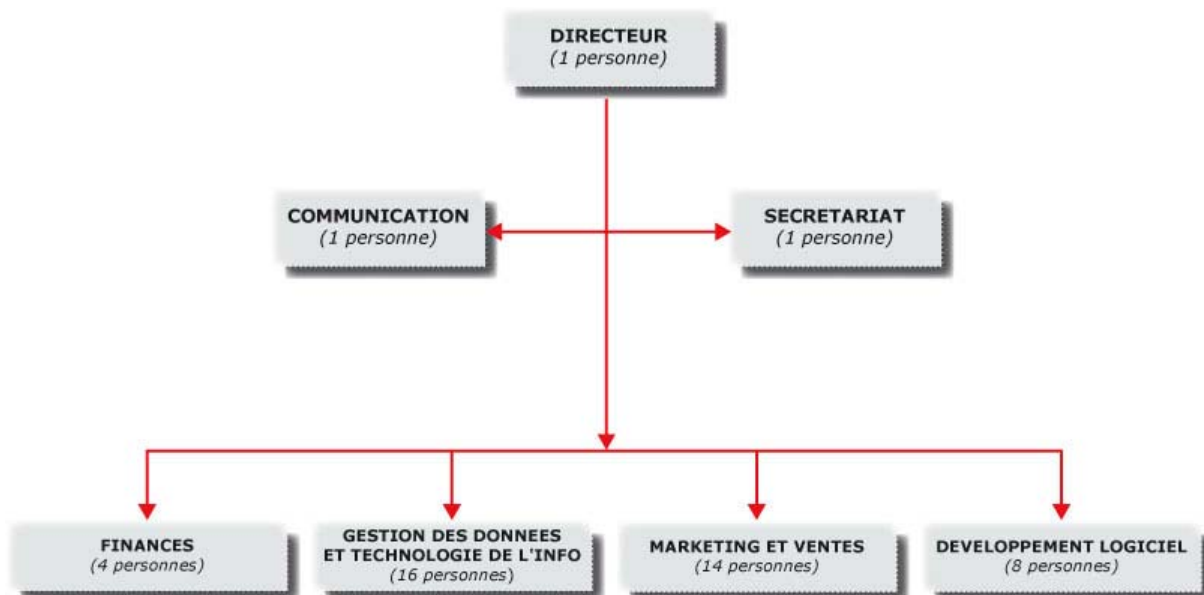 DIRECTEUR
(1 personne)
COMMUNICATION
(1 personne)
SECRETARIAT
(1 personne)
FINANCES
(4 personnes)
GESTION DES DONNEES
ET TECHNOLOGIE DE L'INFO
(16 personnes)
MARKETING ET VENTES
(14 personnes)
DEVELOPPEMENT LOGICIEL
(8 personnes)